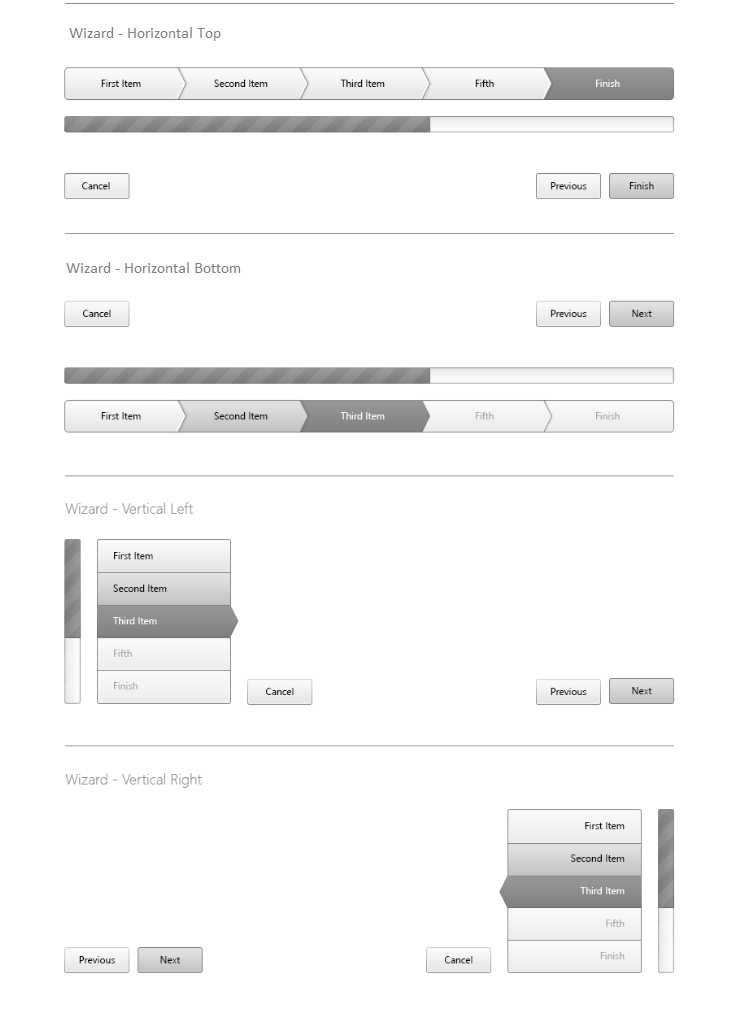 Wizard - Horizontal Top
First Item Second Item Third Item Fifth Finish
Cancel Previous Finish
Wizard - Horizontal Bottom
Cancel Previous Next
First Item Second Item Third Item Fifth Finish
Wizard - Vertical Left
First Item
Second Item
Third Item
Fifth
Finish
Cancel Previous Next
Wizard - Vertical Right
First Item
Second Item
Third Item
Fifth
Finish
Previous Next Cancel